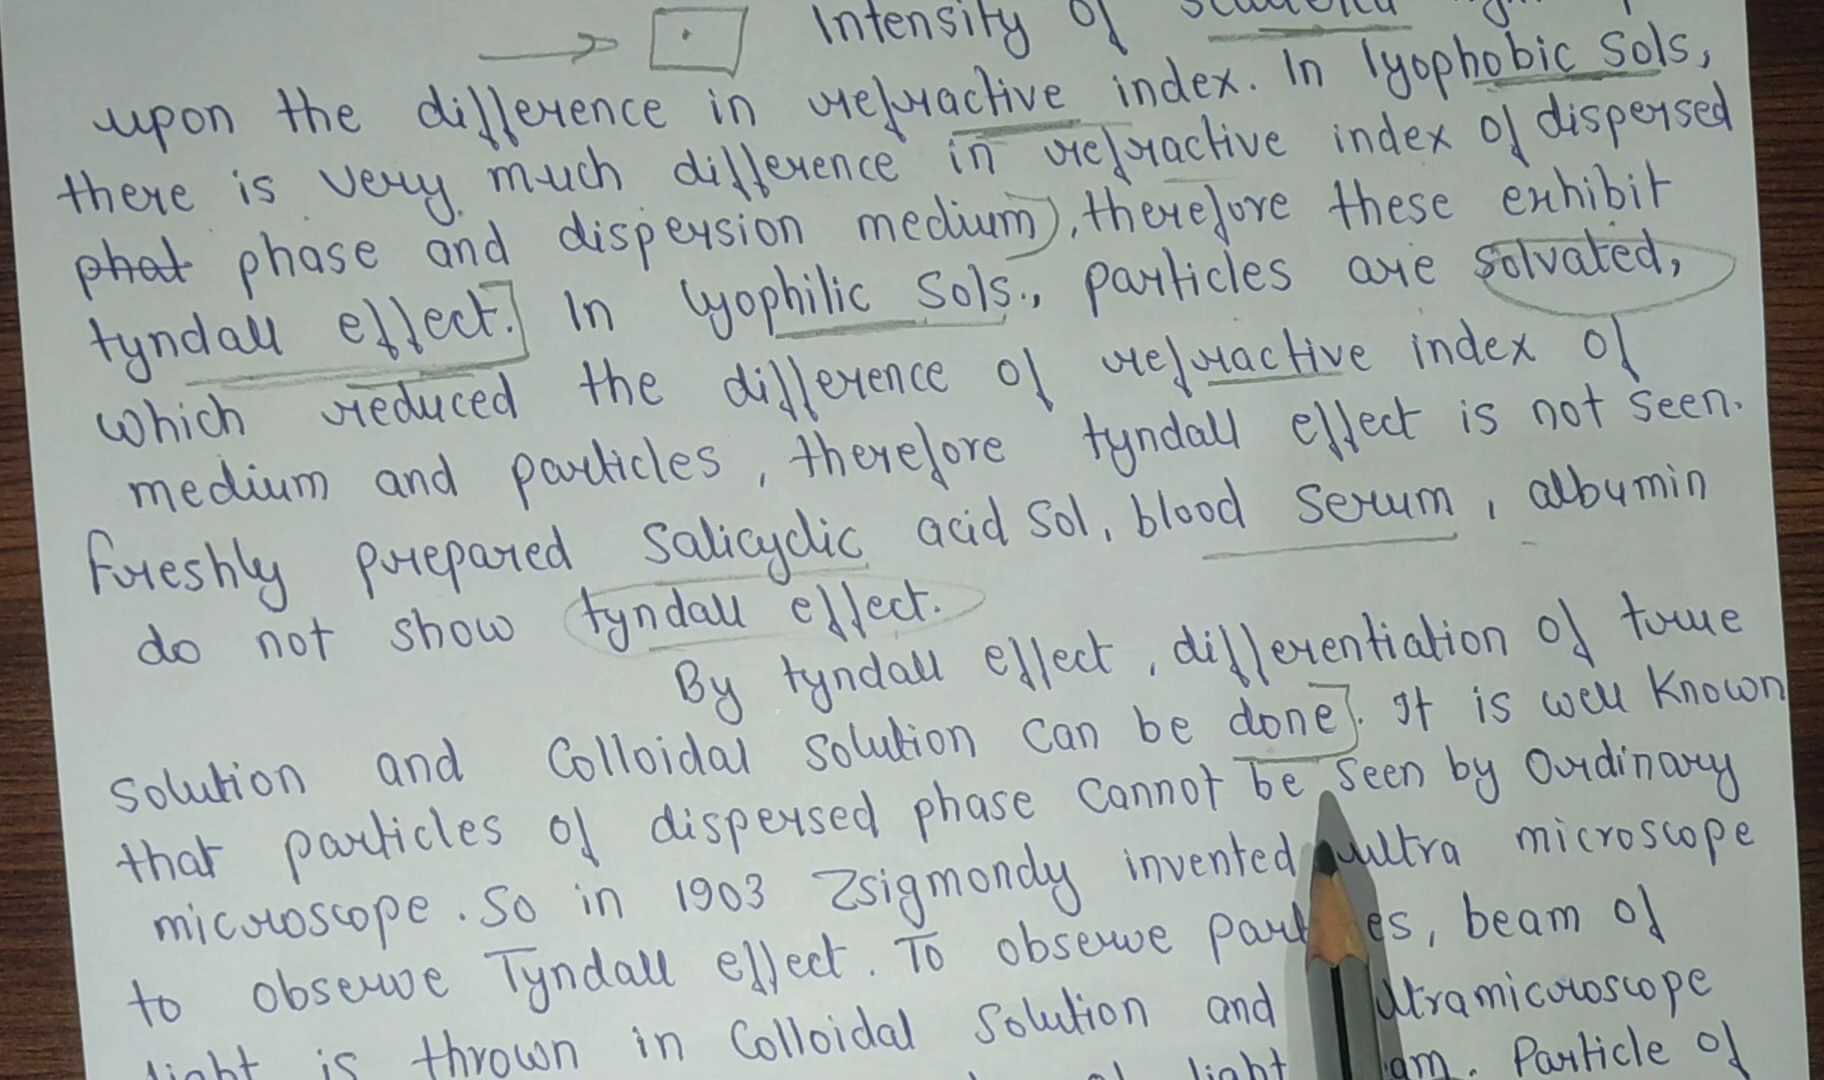 Intensity of scattered
upon the difference in refractive index. In lyophobic Sols,
there is very much difference in refractive index of dispersed
phat phase and dispersion medium, therefore these exhibit
tyndall effect. In lyophilic Sols., particles are solvated,
which reduced the difference of refractive index of
medium and particles, therefore tyndall effect is not seen.
freshly prepared Salicyclic acid Sol, blood Serum, albumin
do not show tyndall effect.
By tyndall effect, differentiation of true
solution and Colloidal solution can be done. It is well known
that particles of dispersed phase cannot be seen by Ordinary
microscope. So in 1903 Zsigmondy invented ultra microscope
to observe Tyndall effect. To observe part es, beam of
light is thrown in Colloidal solution and ultramicroscope
light am. Particle of